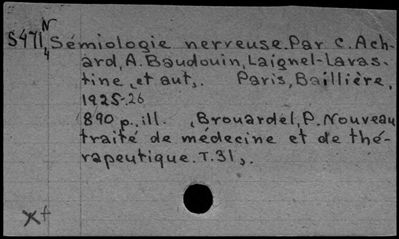 N
S471, Sémiologie nerveuse. Par C. Ach-
4 ard, A. Baudouin, Laignel-Lavas-
tine, et aut,. Paris, Baillière,
1925-26
890 p., ill. (Brouardel, P. Nouveau
traité de médecine et de thé-
rapeutique. T. 31),.
x+